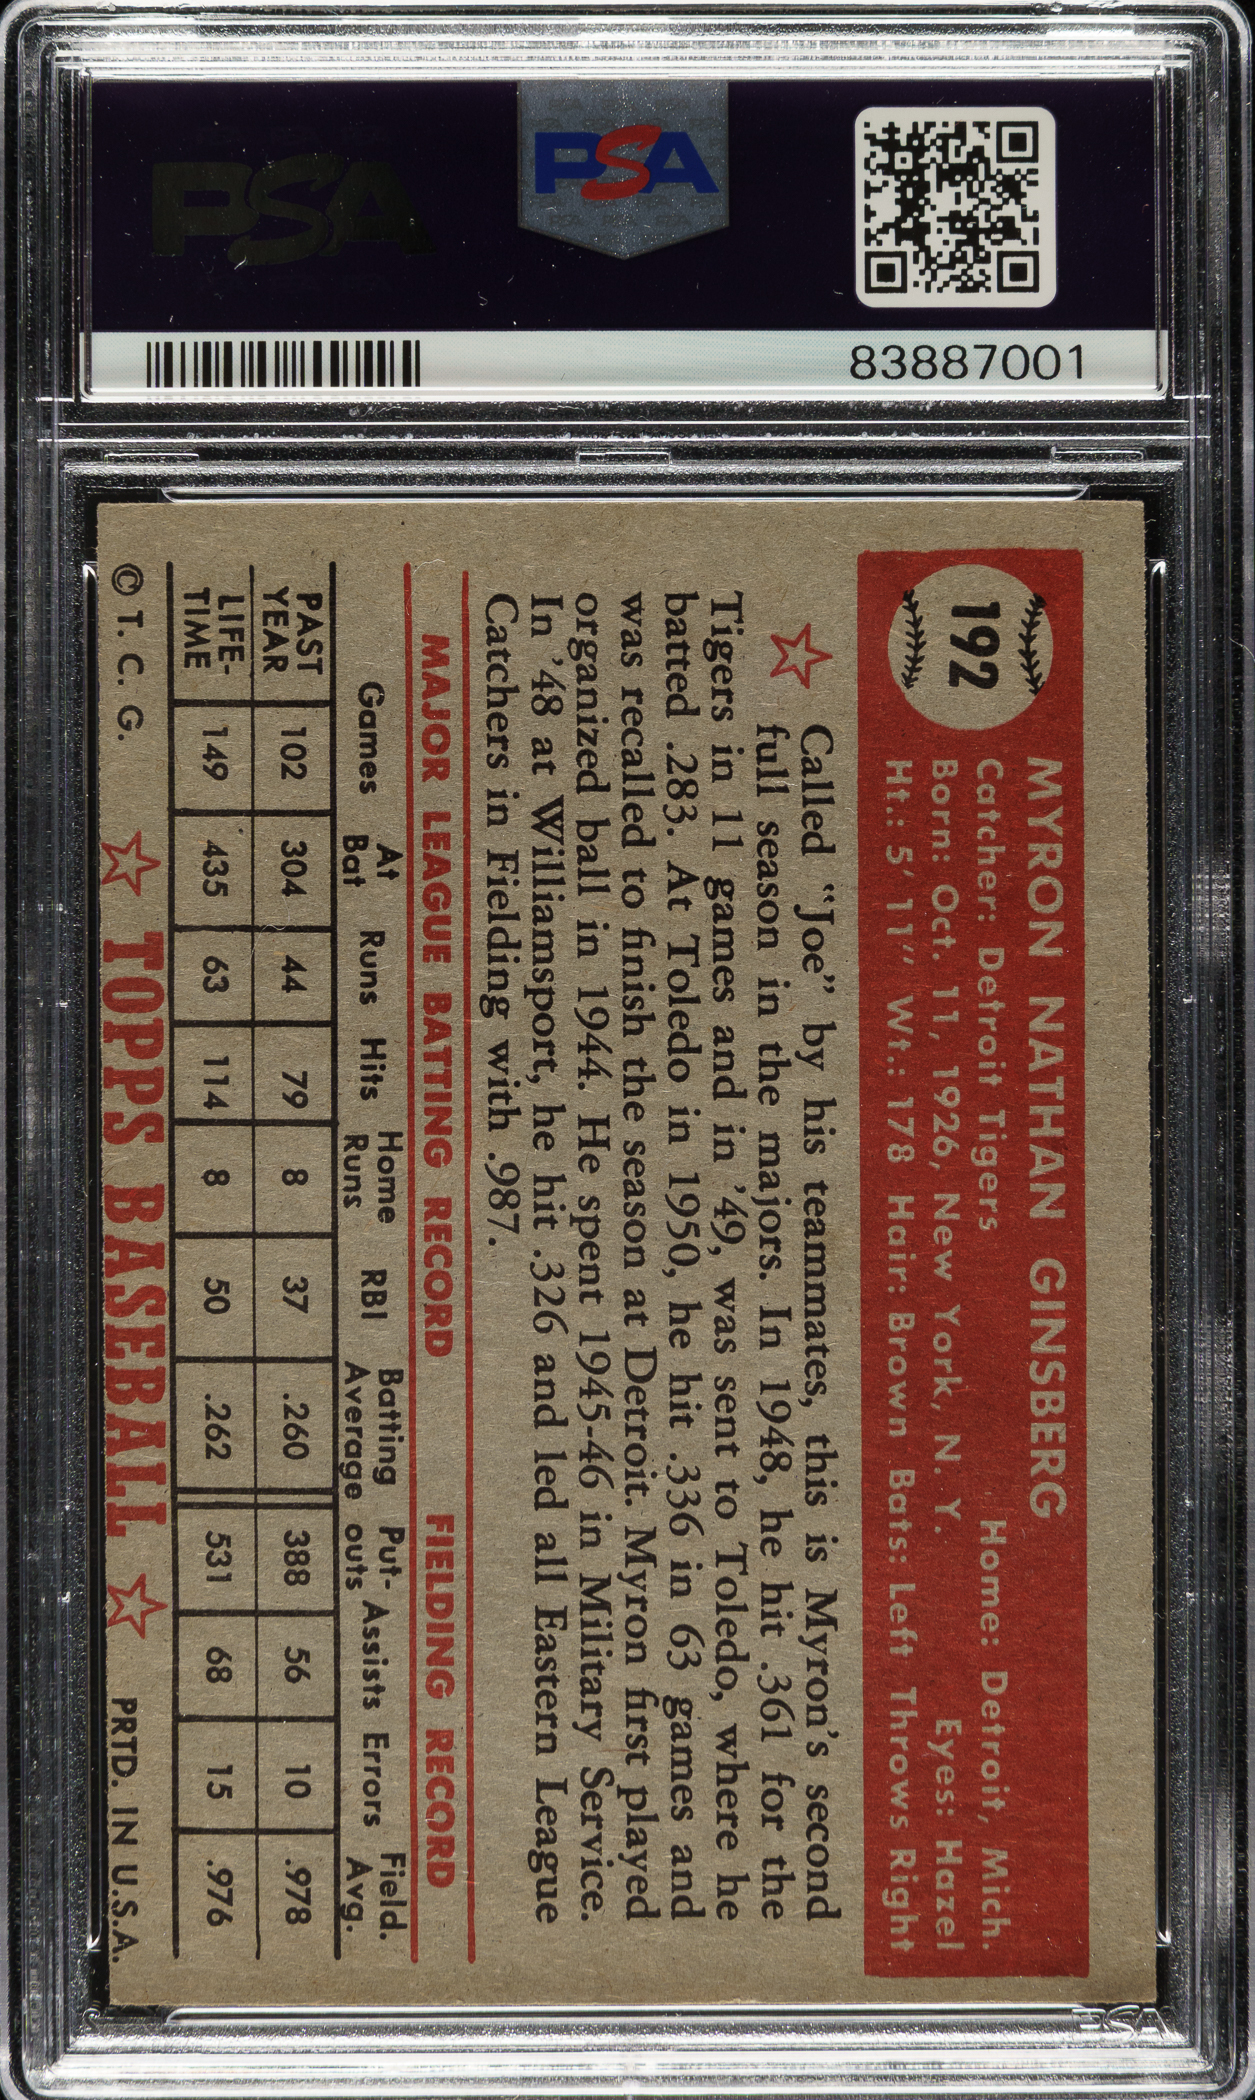 PSA
PSA
83887001
192
MYRON NATHAN GINSBERG
Catcher: Detroit Tigers Home: Detroit, Mich.
Born: Oct. 11, 1926, New York, N. Y. Eyes: Hazel
Ht.: 5' 11" Wt.: 178 Hair: Brown Bats: Left Throws Right
Called "Joe" by his teammates, this is Myron's second
full season in the majors. In 1948, he hit .361 for the
Tigers in 11 games and in '49, was sent to Toledo, where he
batted .283. At Toledo in 1950, he hit .336 in 63 games and
was recalled to finish the season at Detroit. Myron first played
organized ball in 1944. He spent 1945-46 in Military Service.
In '48 at Williamsport, he hit .326 and led all Eastern League
Catchers in Fielding with .987.
MAJOR LEAGUE BATTING RECORD FIELDING RECORD
Games At Bat Runs Hits Home Runs RBI Batting Average Put-outs Assists Errors Field. Avg.
PAST YEAR 102 304 44 79 8 37 .260 388 56 10 .978
LIFE-TIME 149 435 63 114 8 50 .262 531 68 15 .976
© T. C. G. TOPPS BASEBALL PRTD. IN U.S.A.
PSA